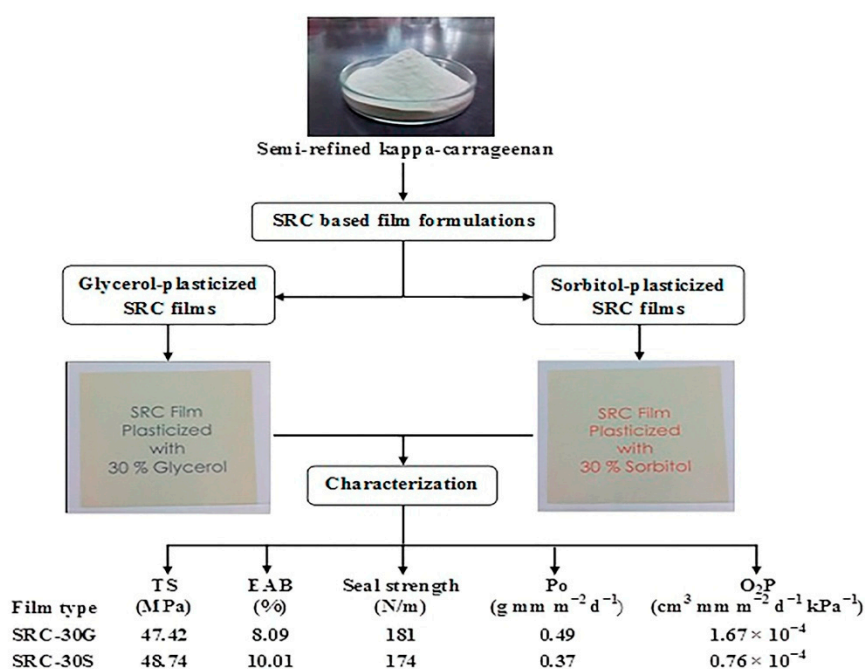 Semi-refined kappa-carrageenan
SRC based film formulations
Glycerol-plasticized
SRC films
Sorbitol-plasticized
SRC films
SRC Film
Plasticized
with
30 % Glycerol
SRC Film
Plasticized
with
30 % Sorbitol
Characterization
Film type TS (MPa) EAB (%) Seal strength (N/m) Po (g mm m⁻² d⁻¹) O₂P (cm³ mm m⁻² d⁻¹ kPa⁻¹)
SRC-30G 47.42 8.09 181 0.49 1.67 × 10⁻⁴
SRC-30S 48.74 10.01 174 0.37 0.76 × 10⁻⁴